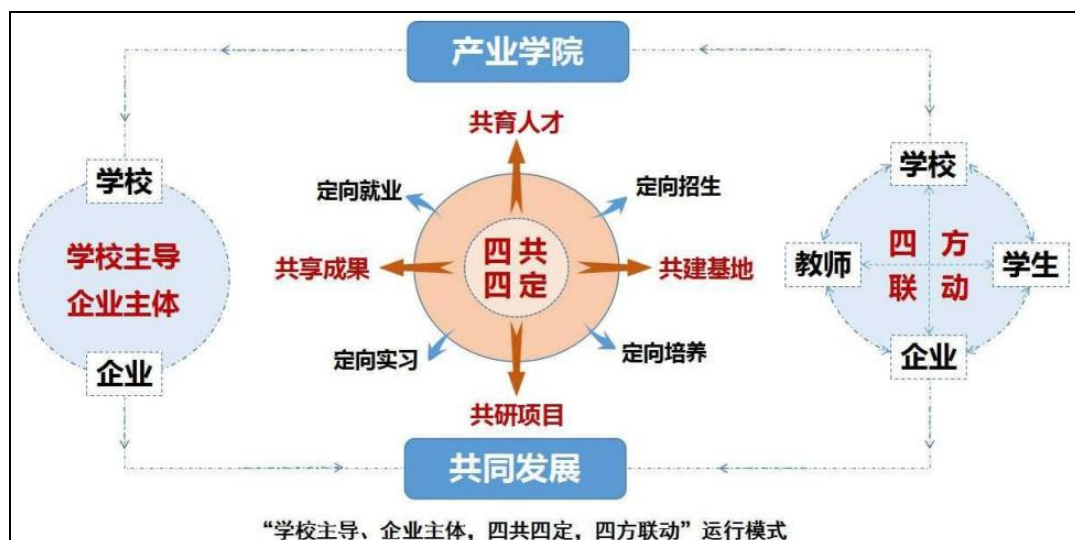 产业学院
共育人才
学校
学校主导
企业主体
企业
定向就业
定向招生
共享成果
四共
四定
共建基地
定向实习
定向培养
共研项目
学校
教师
四方
联动
学生
企业
共同发展
“学校主导、企业主体，四共四定，四方联动”运行模式